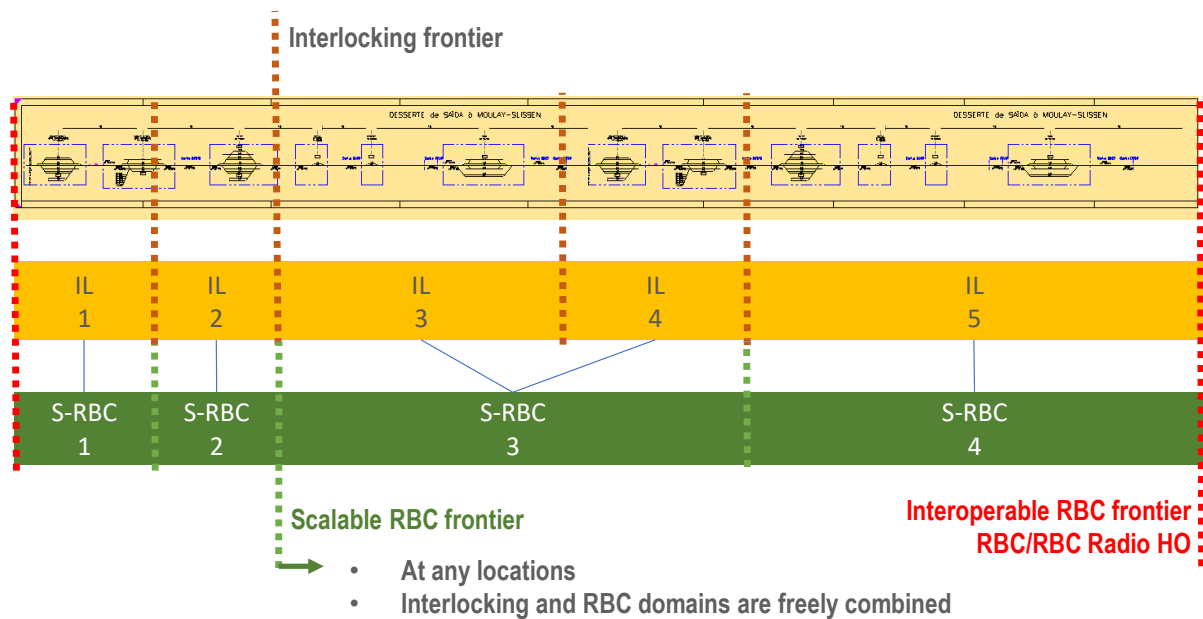 Interlocking frontier
DESSERTE de SAÏDA à MOULAY-SLISSEN
DESSERTE de SAÏDA à MOULAY-SLISSEN
IL
1
IL
2
IL
3
IL
4
IL
5
S-RBC
1
S-RBC
2
S-RBC
3
S-RBC
4
Scalable RBC frontier
• At any locations
• Interlocking and RBC domains are freely combined
Interoperable RBC frontier
RBC/RBC Radio HO